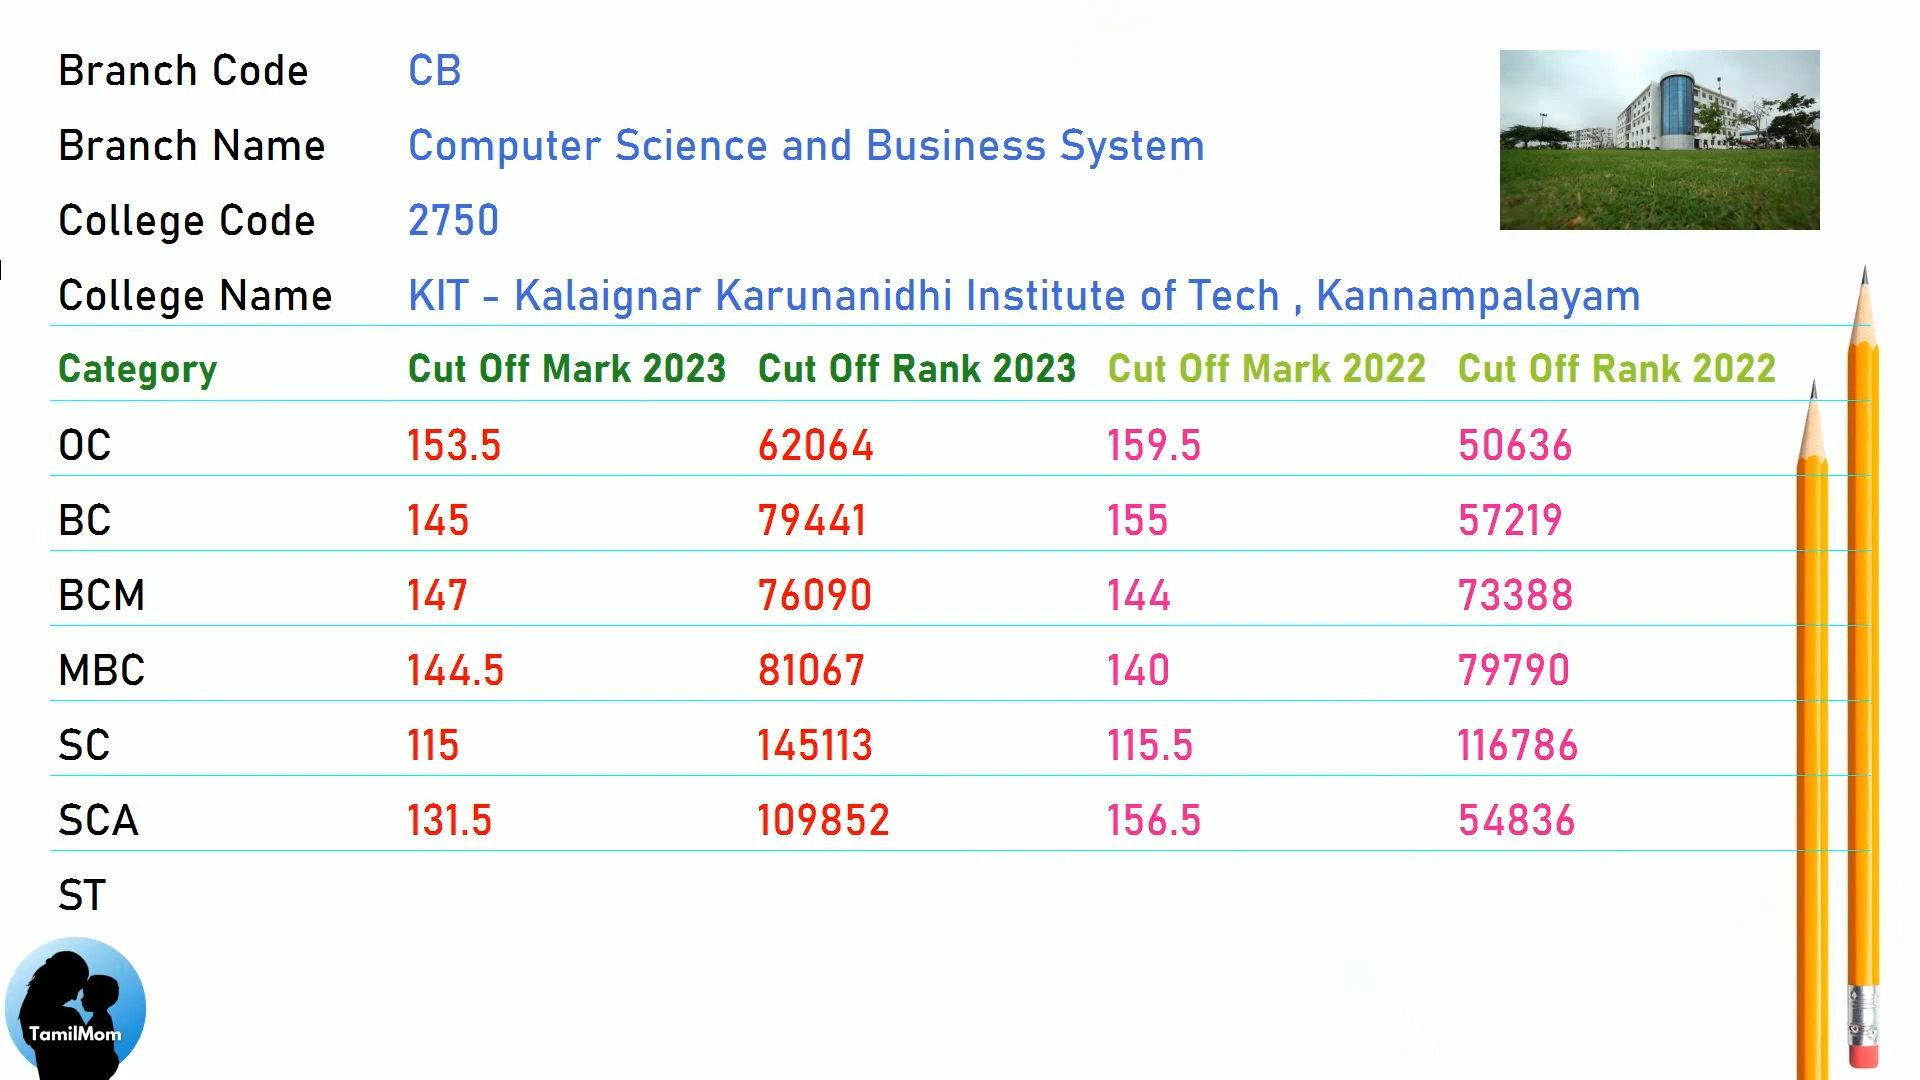 Branch Code CB
Branch Name Computer Science and Business System
College Code 2750
College Name KIT - Kalaignar Karunanidhi Institute of Tech , Kannampalayam
Category Cut Off Mark 2023 Cut Off Rank 2023 Cut Off Mark 2022 Cut Off Rank 2022
OC 153.5 62064 159.5 50636
BC 145 79441 155 57219
BCM 147 76090 144 73388
MBC 144.5 81067 140 79790
SC 115 145113 115.5 116786
SCA 131.5 109852 156.5 54836
ST
TamilMom